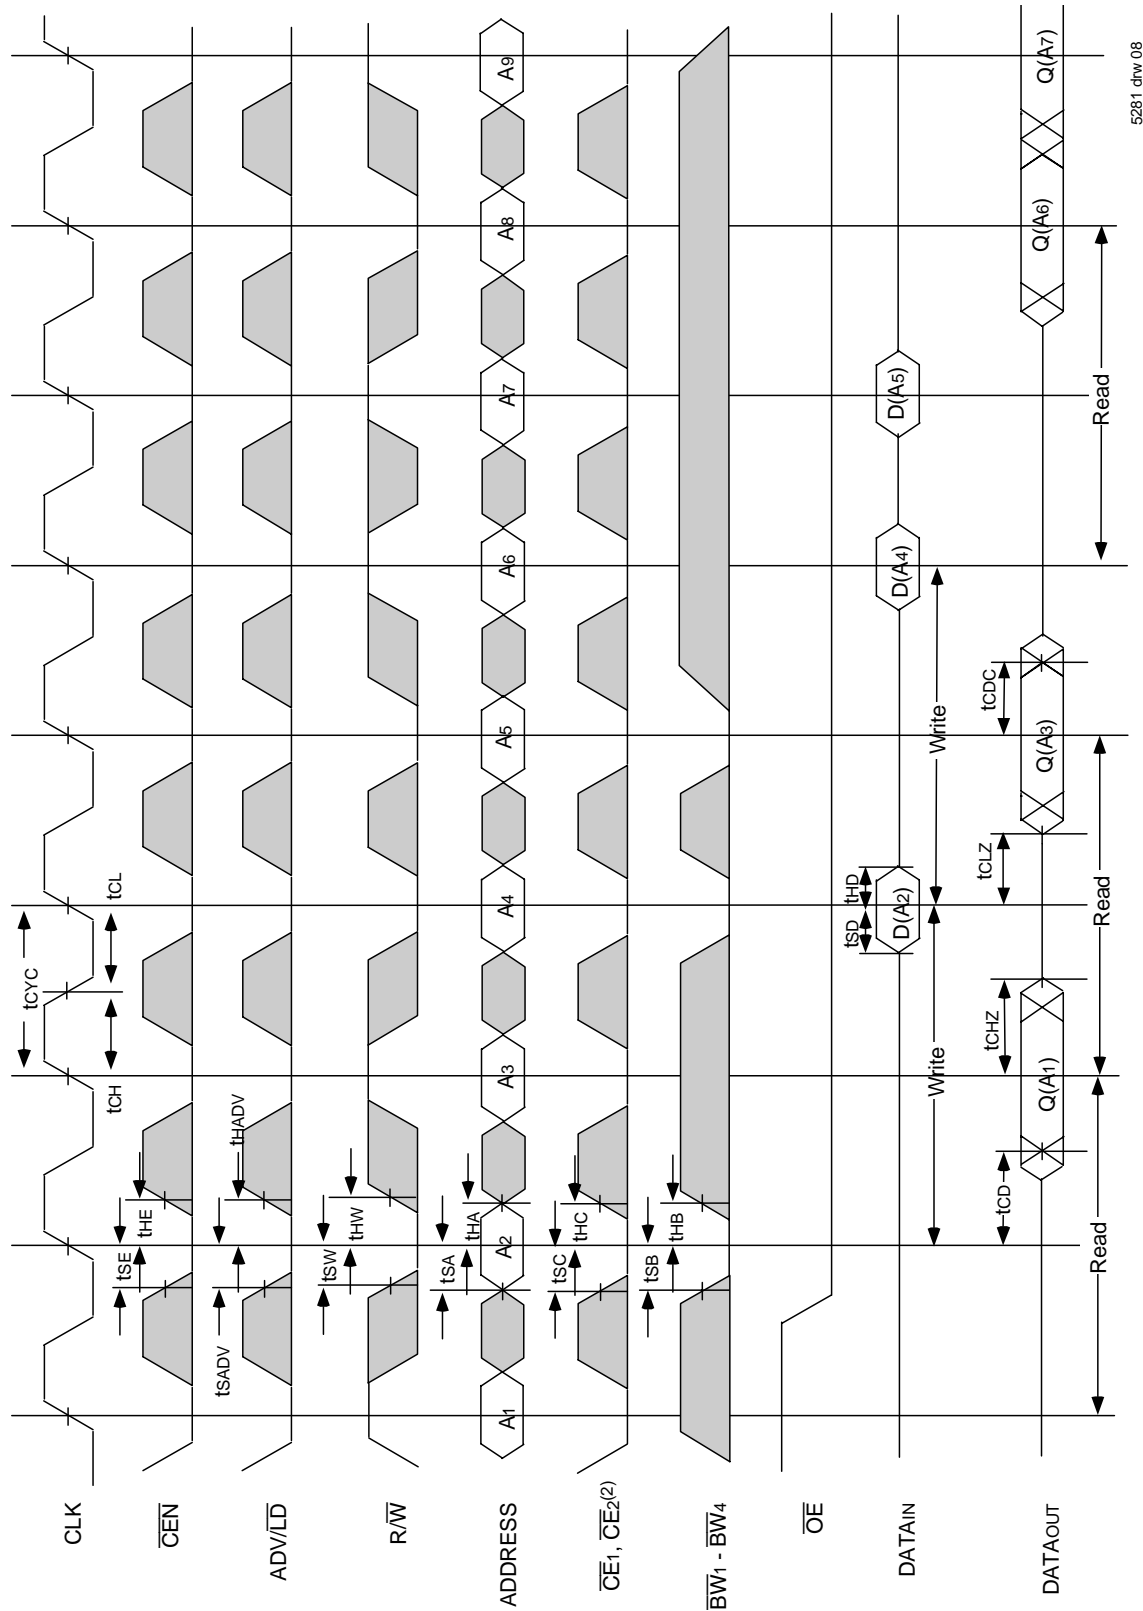 CLK
tCYC
tCH
tCL
CEN
tSE
tHE
ADV/LD
tSADV
tHADV
R/W
tSW
tHW
ADDRESS
tSA
tHA
A1
A2
A3
A4
A5
A6
A7
A8
A9
CE1, CE2(2)
tSC
tHC
BW1 - BW4
tSB
tHB
OE
DATAIN
tSD
tHD
D(A2)
D(A4)
D(A5)
Write
Write
DATAOUT
tCD
tCHZ
tCLZ
tCDC
Q(A1)
Q(A3)
Q(A6)
Q(A7)
Read
Read
Read
5281 drw 08